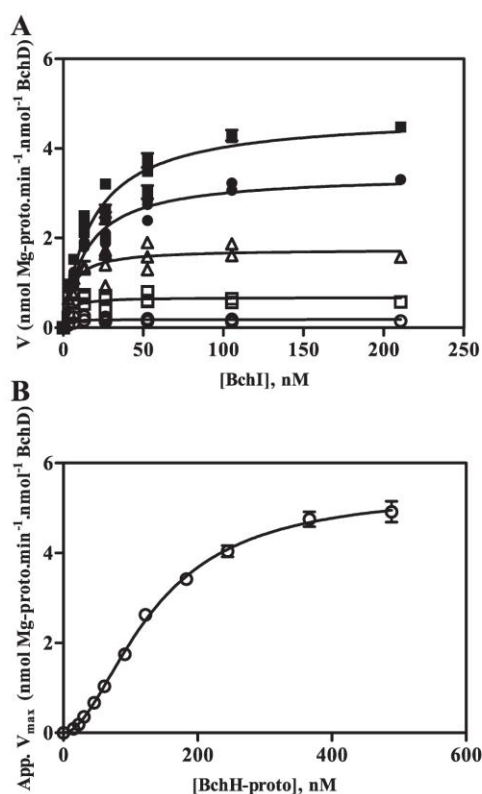 A
6
4
2
0
V (nmol Mg-proto.min⁻¹.nmol⁻¹ BchD)
0 50 100 150 200 250
[BchI], nM
B
6
4
2
0
App. Vmax (nmol Mg-proto.min⁻¹.nmol⁻¹ BchD)
0 200 400 600
[BchH-proto], nM